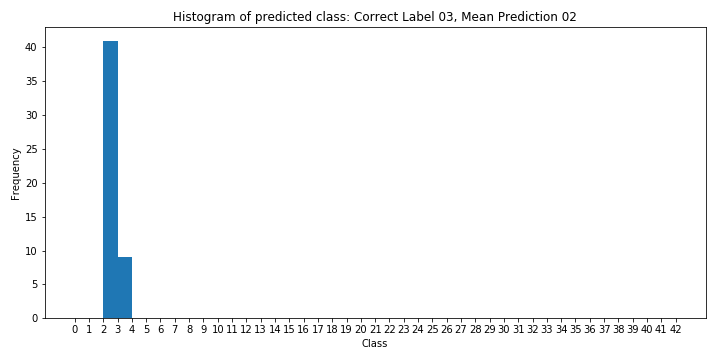 Histogram of predicted class: Correct Label 03, Mean Prediction 02
40
35
30
25
20
15
10
5
0
Frequency
0 1 2 3 4 5 6 7 8 9 10 11 12 13 14 15 16 17 18 19 20 21 22 23 24 25 26 27 28 29 30 31 32 33 34 35 36 37 38 39 40 41 42
Class